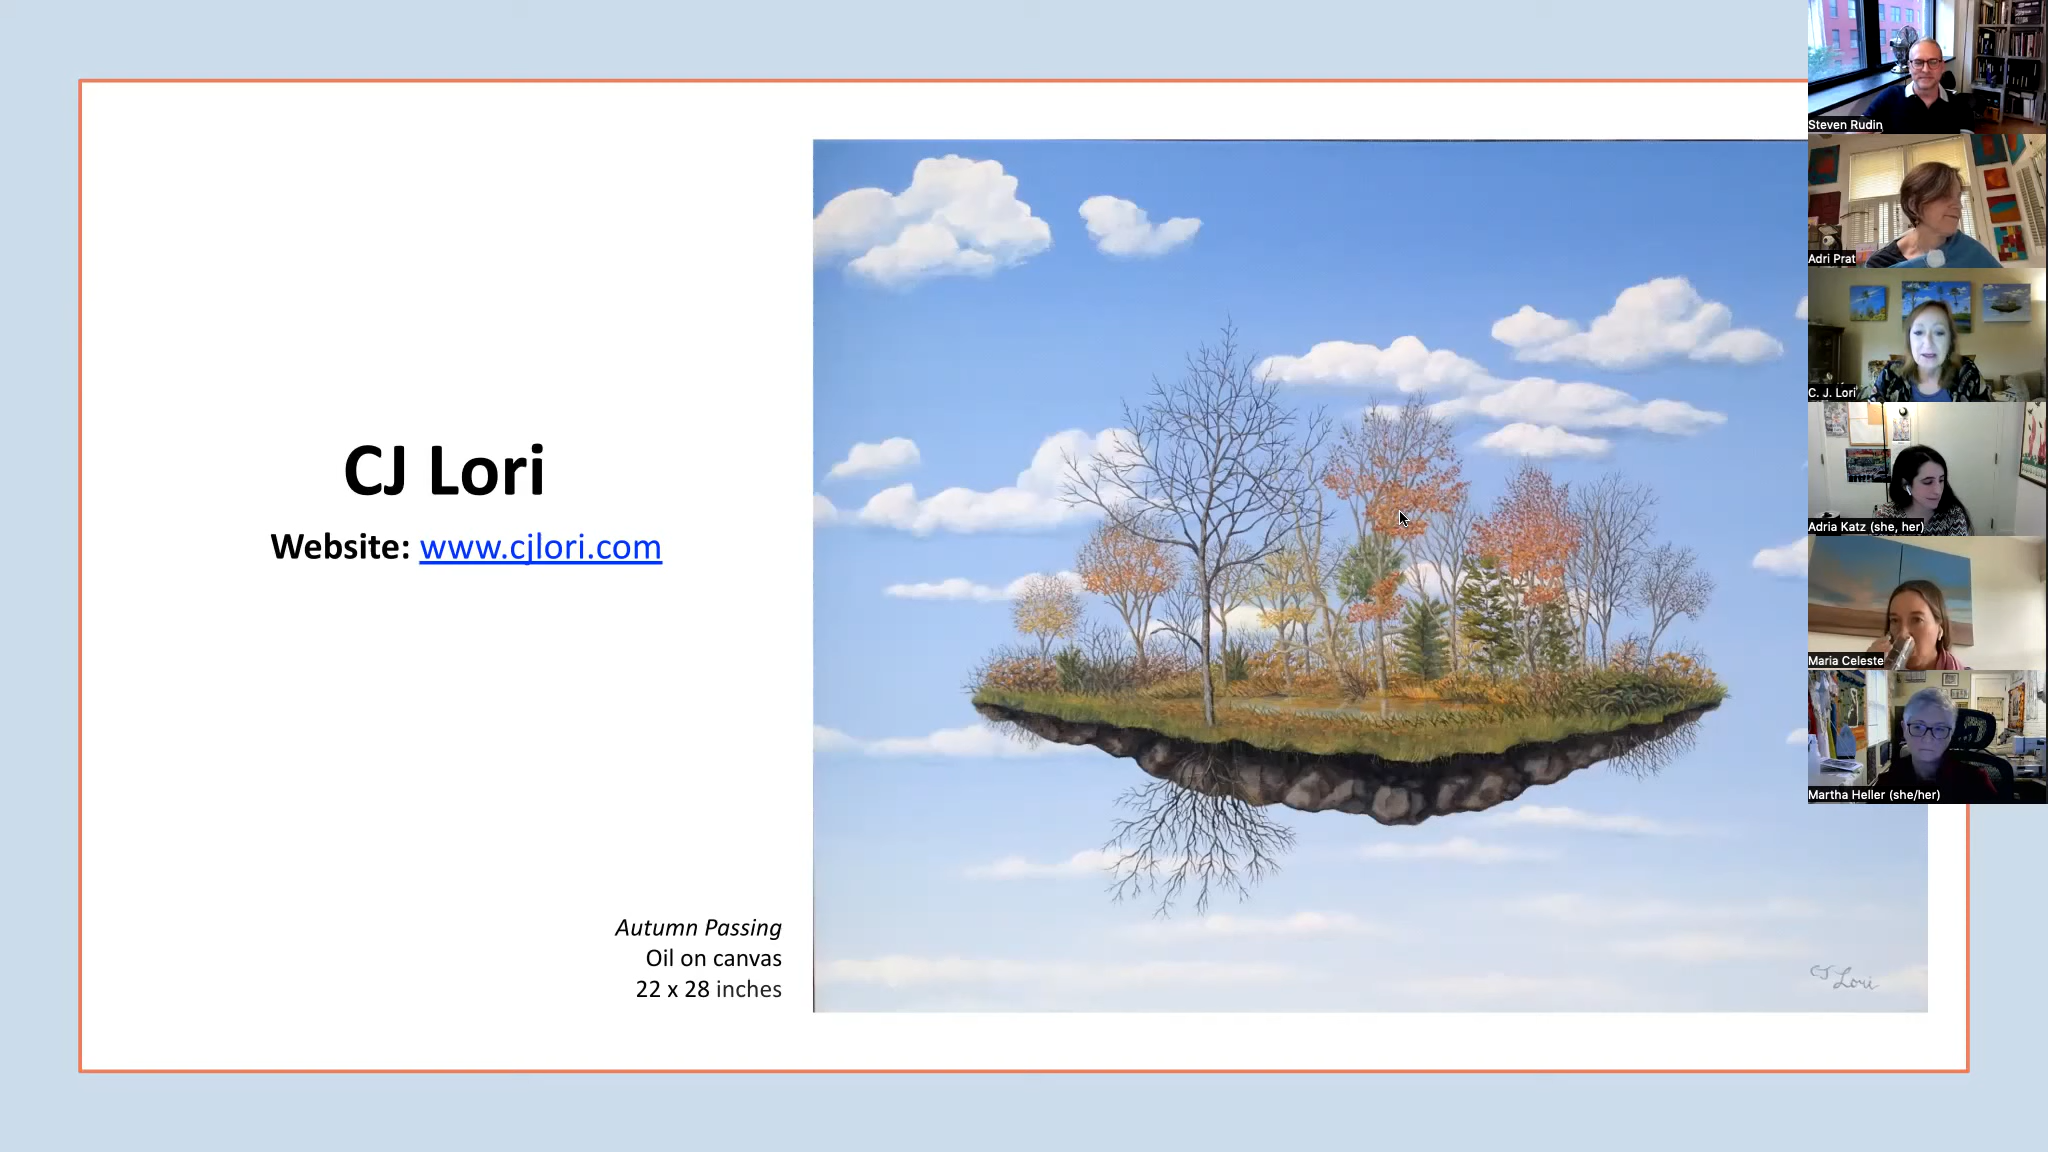 CJ Lori
Website: www.cjlori.com
Autumn Passing
Oil on canvas
22 x 28 inches
CJ Lori
Steven Rudin
Adri Prat
C. J. Lori
Adria Katz (she, her)
Maria Celeste
Martha Heller (she/her)